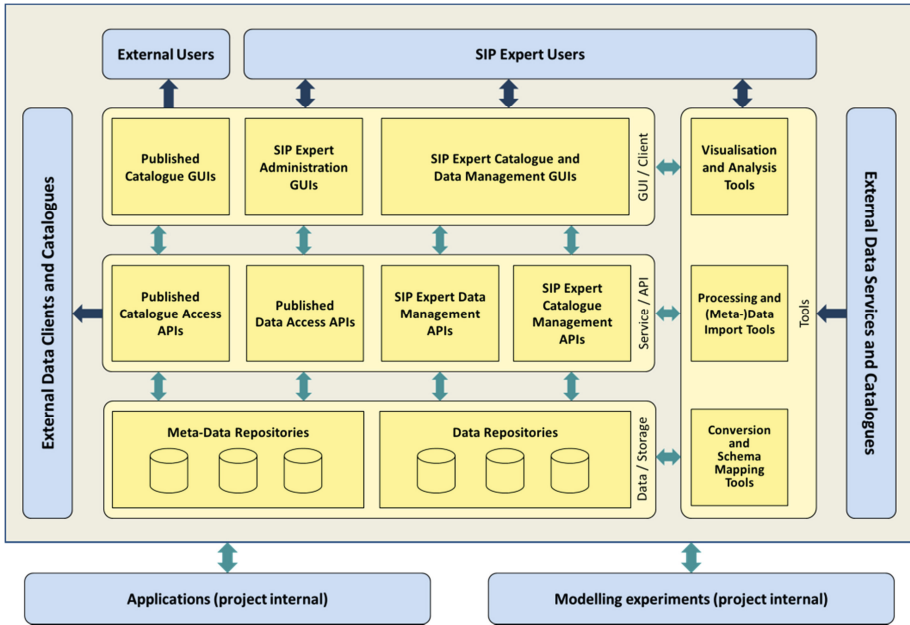 External Users
SIP Expert Users
External Data Clients and Catalogues
Published
Catalogue GUIs
SIP Expert
Administration
GUIs
SIP Expert Catalogue and
Data Management GUIs
GUI / Client
Visualisation
and Analysis
Tools
Published
Catalogue Access
APIs
Published
Data Access APIs
SIP Expert Data
Management
APIs
SIP Expert
Catalogue
Management
APIs
Service / API
Processing and
(Meta-)Data
Import Tools
Tools
External Data Services and Catalogues
Meta-Data Repositories
Data Repositories
Data / Storage
Conversion
and
Schema
Mapping
Tools
Applications (project internal)
Modelling experiments (project internal)